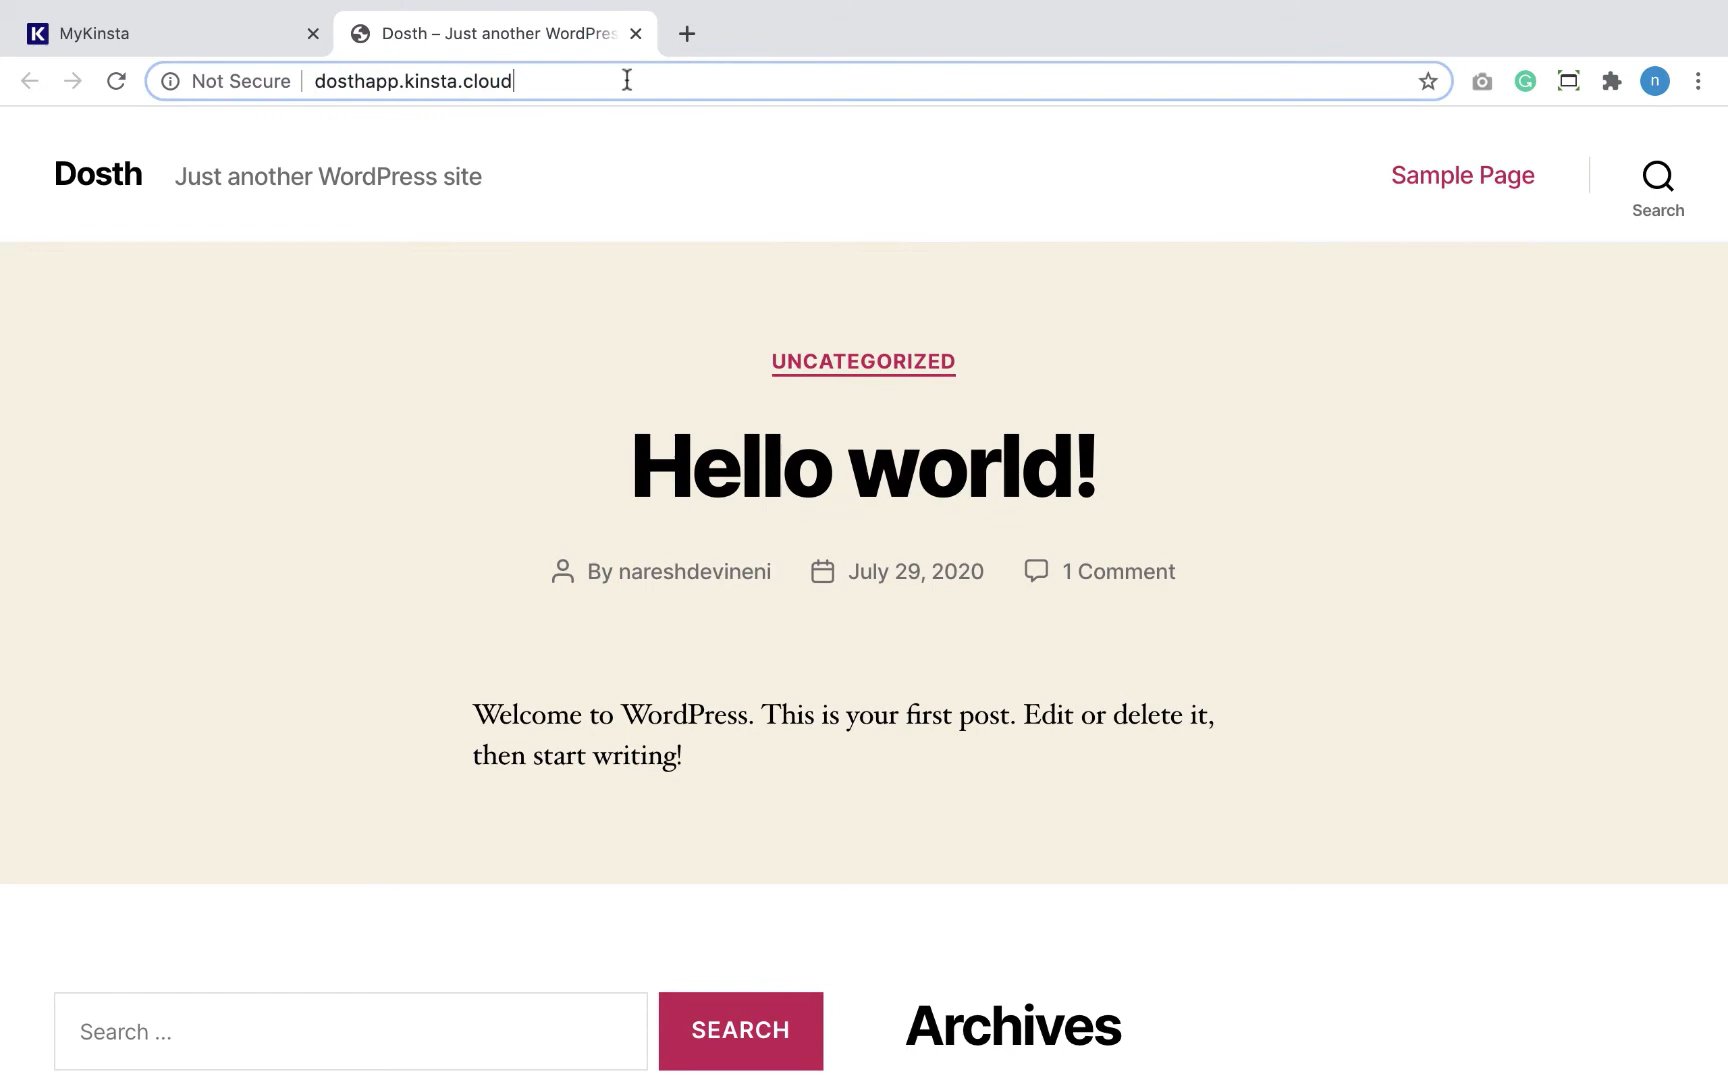 MyKinsta
Dosth – Just another WordPres
Not Secure dosthapp.kinsta.cloud
n
Dosth Just another WordPress site
Sample Page
Search
UNCATEGORIZED
Hello world!
By nareshdevineni July 29, 2020 1 Comment
Welcome to WordPress. This is your first post. Edit or delete it,
then start writing!
Search ...
SEARCH
Archives